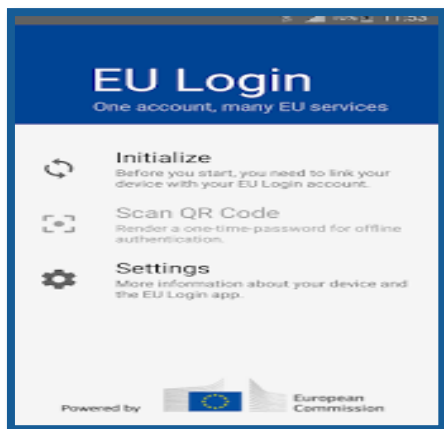 11:53
EU Login
One account, many EU services
Initialize
Before you start, you need to link your
device with your EU Login account.
Scan QR Code
Render a one-time-password for offline
authentication.
Settings
More information about your device and
the EU Login app.
Powered by
European
Commission